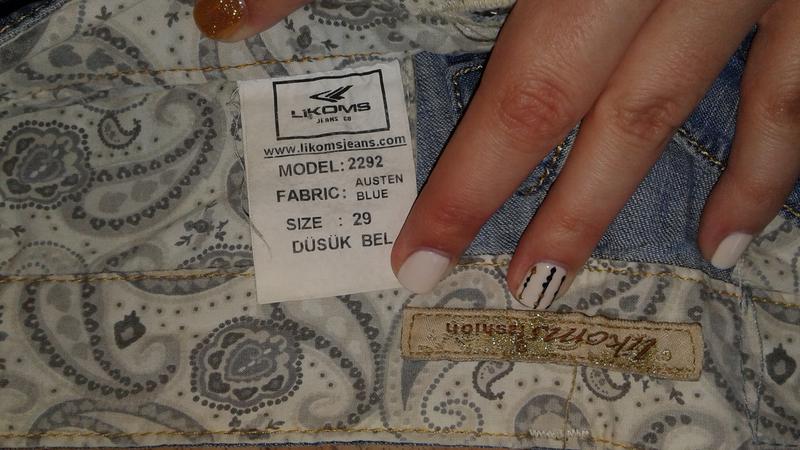 LiKOMS
JEANS CO
www.likomsjeans.com
MODEL: 2292
FABRIC: AUSTEN
BLUE
SIZE : 29
DÜSÜK BEL
likoms fashion